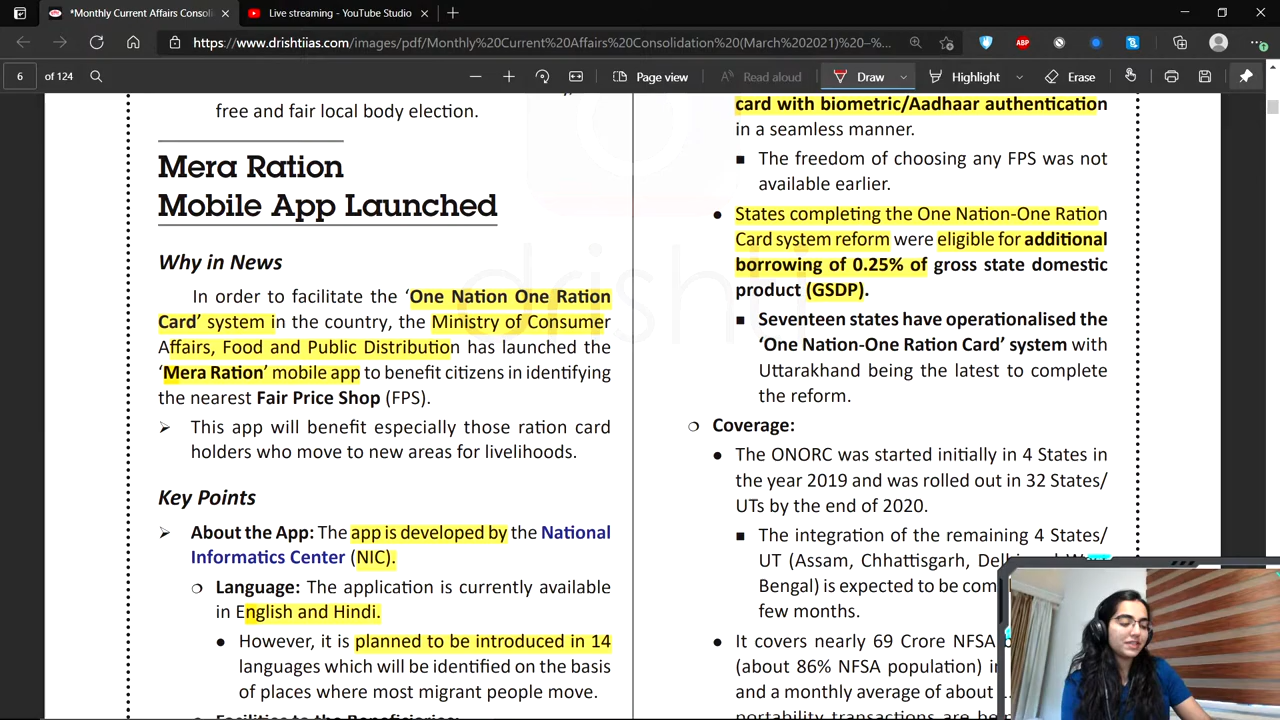 *Monthly Current Affairs Consoli
Live streaming - YouTube Studio
https://www.drishtiias.com/images/pdf/Monthly%20Current%20Affairs%20Consolidation%20(March%202021)%20–%...
6 of 124
Page view
Read aloud
Draw
Highlight
Erase
ABP
free and fair local body election.
Mera Ration
Mobile App Launched
Why in News
In order to facilitate the ‘One Nation One Ration
Card’ system in the country, the Ministry of Consumer
Affairs, Food and Public Distribution has launched the
‘Mera Ration’ mobile app to benefit citizens in identifying
the nearest Fair Price Shop (FPS).
➢ This app will benefit especially those ration card
holders who move to new areas for livelihoods.
Key Points
➢ About the App: The app is developed by the National
Informatics Center (NIC).
❍ Language: The application is currently available
in English and Hindi.
● However, it is planned to be introduced in 14
languages which will be identified on the basis
of places where most migrant people move.
Facilities to the Beneficiaries:
card with biometric/Aadhaar authentication
in a seamless manner.
■ The freedom of choosing any FPS was not
available earlier.
● States completing the One Nation-One Ration
Card system reform were eligible for additional
borrowing of 0.25% of gross state domestic
product (GSDP).
■ Seventeen states have operationalised the
‘One Nation-One Ration Card’ system with
Uttarakhand being the latest to complete
the reform.
❍ Coverage:
● The ONORC was started initially in 4 States in
the year 2019 and was rolled out in 32 States/
UTs by the end of 2020.
■ The integration of the remaining 4 States/
UT (Assam, Chhattisgarh, Delhi
Bengal) is expected to be com
few months.
● It covers nearly 69 Crore NFSA
(about 86% NFSA population) i
and a monthly average of about
portability transactions are be
drishti